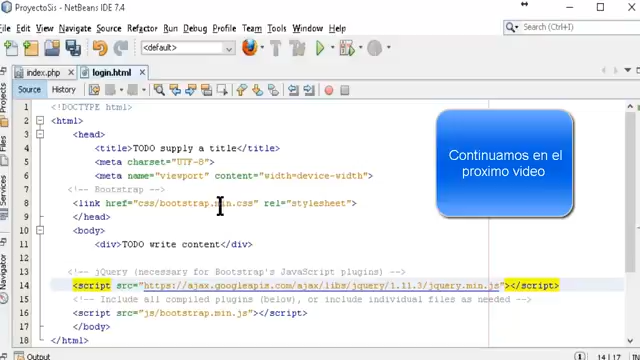 ProyectoSis - NetBeans IDE 7.4
File Edit View Navigate Source Refactor Run Debug Profile Team Tools Window Help
Search (Ctrl+I)
<default>
index.php
login.html
Source History
Projects
Files
Services
Navigator
1 <!DOCTYPE html>
2 <html>
3 <head>
4 <title>TODO supply a title</title>
5 <meta charset="UTF-8">
6 <meta name="viewport" content="width=device-width">
7 <!-- Bootstrap -->
8 <link href="css/bootstrap.min.css" rel="stylesheet">
9 </head>
10 <body>
11 <div>TODO write content</div>
12
13 <!-- jQuery (necessary for Bootstrap's JavaScript plugins) -->
14 <script src="https://ajax.googleapis.com/ajax/libs/jquery/1.11.3/jquery.min.js"></script>
15 <!-- Include all compiled plugins (below), or include individual files as needed -->
16 <script src="js/bootstrap.min.js"></script>
17 </body>
18 </html>
Continuamos en el
proximo video
Output
14 | 17
INS